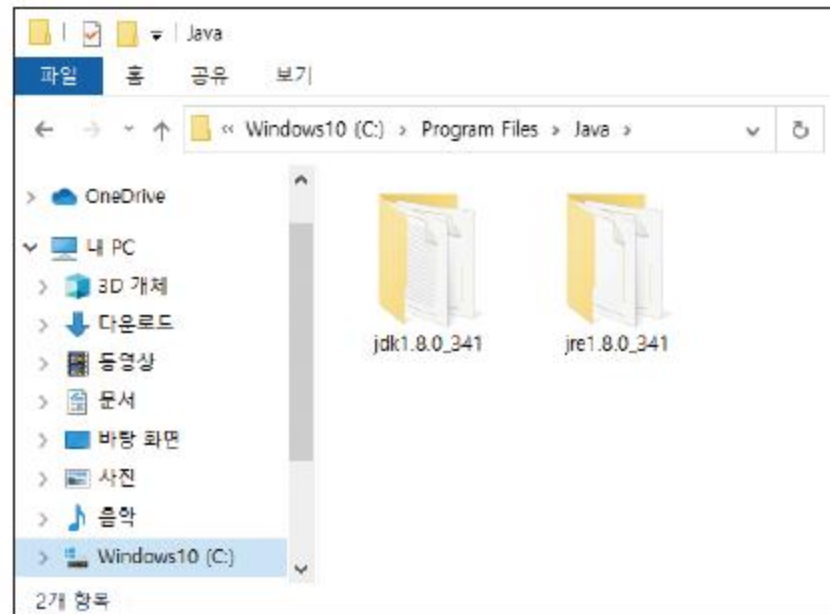 Java
파일 홈 공유 보기
« Windows10 (C:) > Program Files > Java >
OneDrive
내 PC
3D 개체
다운로드
동영상
문서
바탕 화면
사진
음악
Windows10 (C:)
jdk1.8.0_341 jre1.8.0_341
2개 항목